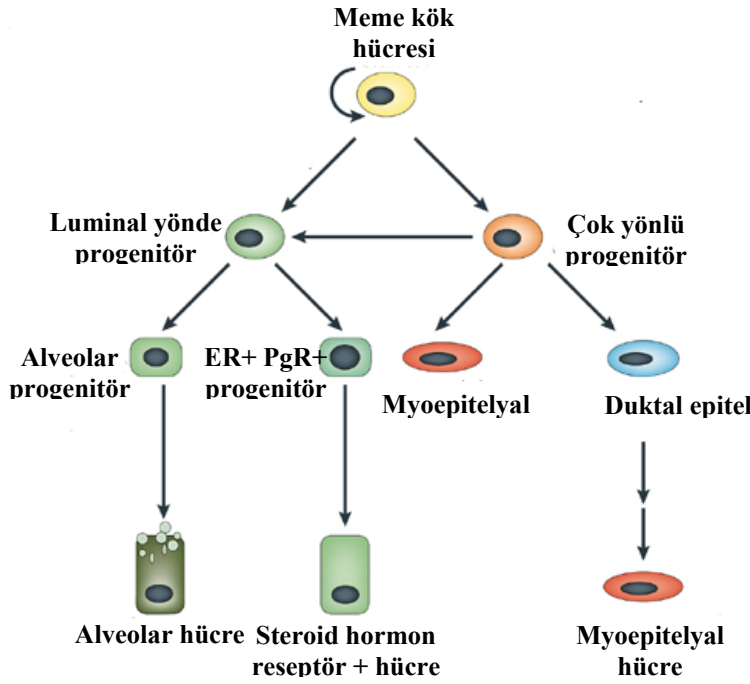 Meme kök
hücresi
Luminal yönde
progenitör
Çok yönlü
progenitör
Alveolar
progenitör
ER+ PgR+
progenitör
Myoepitelyal
Duktal epitel
Alveolar hücre
Steroid hormon
reseptör + hücre
Myoepitelyal
hücre